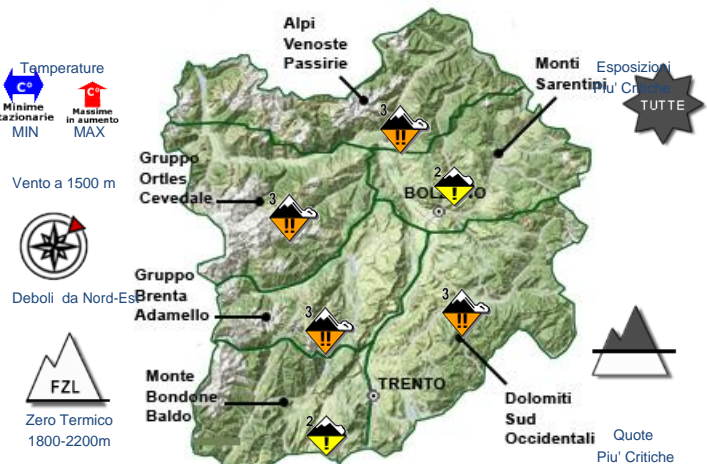 Temperature
C°
Minime
tazionarie
MIN
C°
Massime
in aumento
MAX
Vento a 1500 m
Deboli da Nord-Est
FZL
Zero Termico
1800-2200m
Alpi
Venoste
Passirie
Monti
Sarentini
Gruppo
Ortles
Cevedale
Gruppo
Brenta
Adamello
Monte
Bondone
Baldo
TRENTO
Dolomiti
Sud
Occidentali
3
!!
2
!
3
!!
3
!!
3
!!
2
!
Esposizioni
Piu' Critiche
TUTTE
Quote
Piu' Critiche